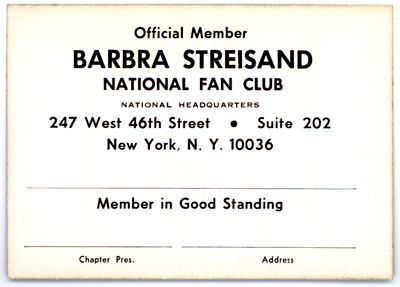 Official Member
BARBRA STREISAND
NATIONAL FAN CLUB
NATIONAL HEADQUARTERS
247 West 46th Street • Suite 202
New York, N. Y. 10036
Member in Good Standing
Chapter Pres. Address